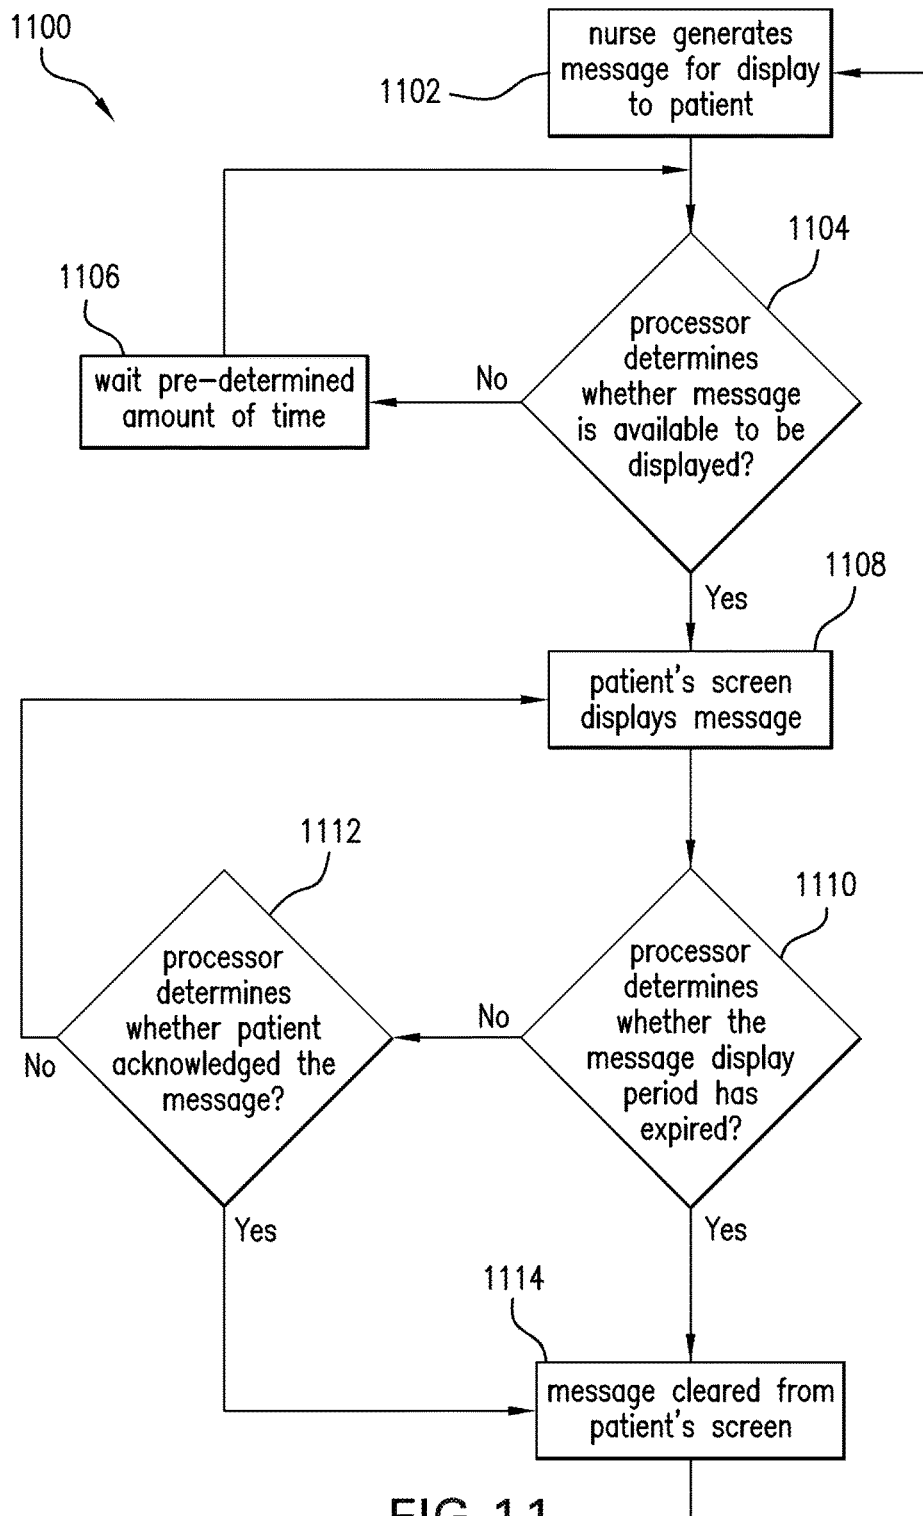 1100
nurse generates
message for display
to patient
1102
1104
1106
processor
determines
whether message
is available to be
displayed?
No
wait pre-determined
amount of time
Yes
1108
patient's screen
displays message
1112
1110
processor
determines
whether the
message display
period has
expired?
No
processor
determines
whether patient
acknowledged the
message?
No
Yes
Yes
1114
message cleared from
patient's screen
FIG. 11